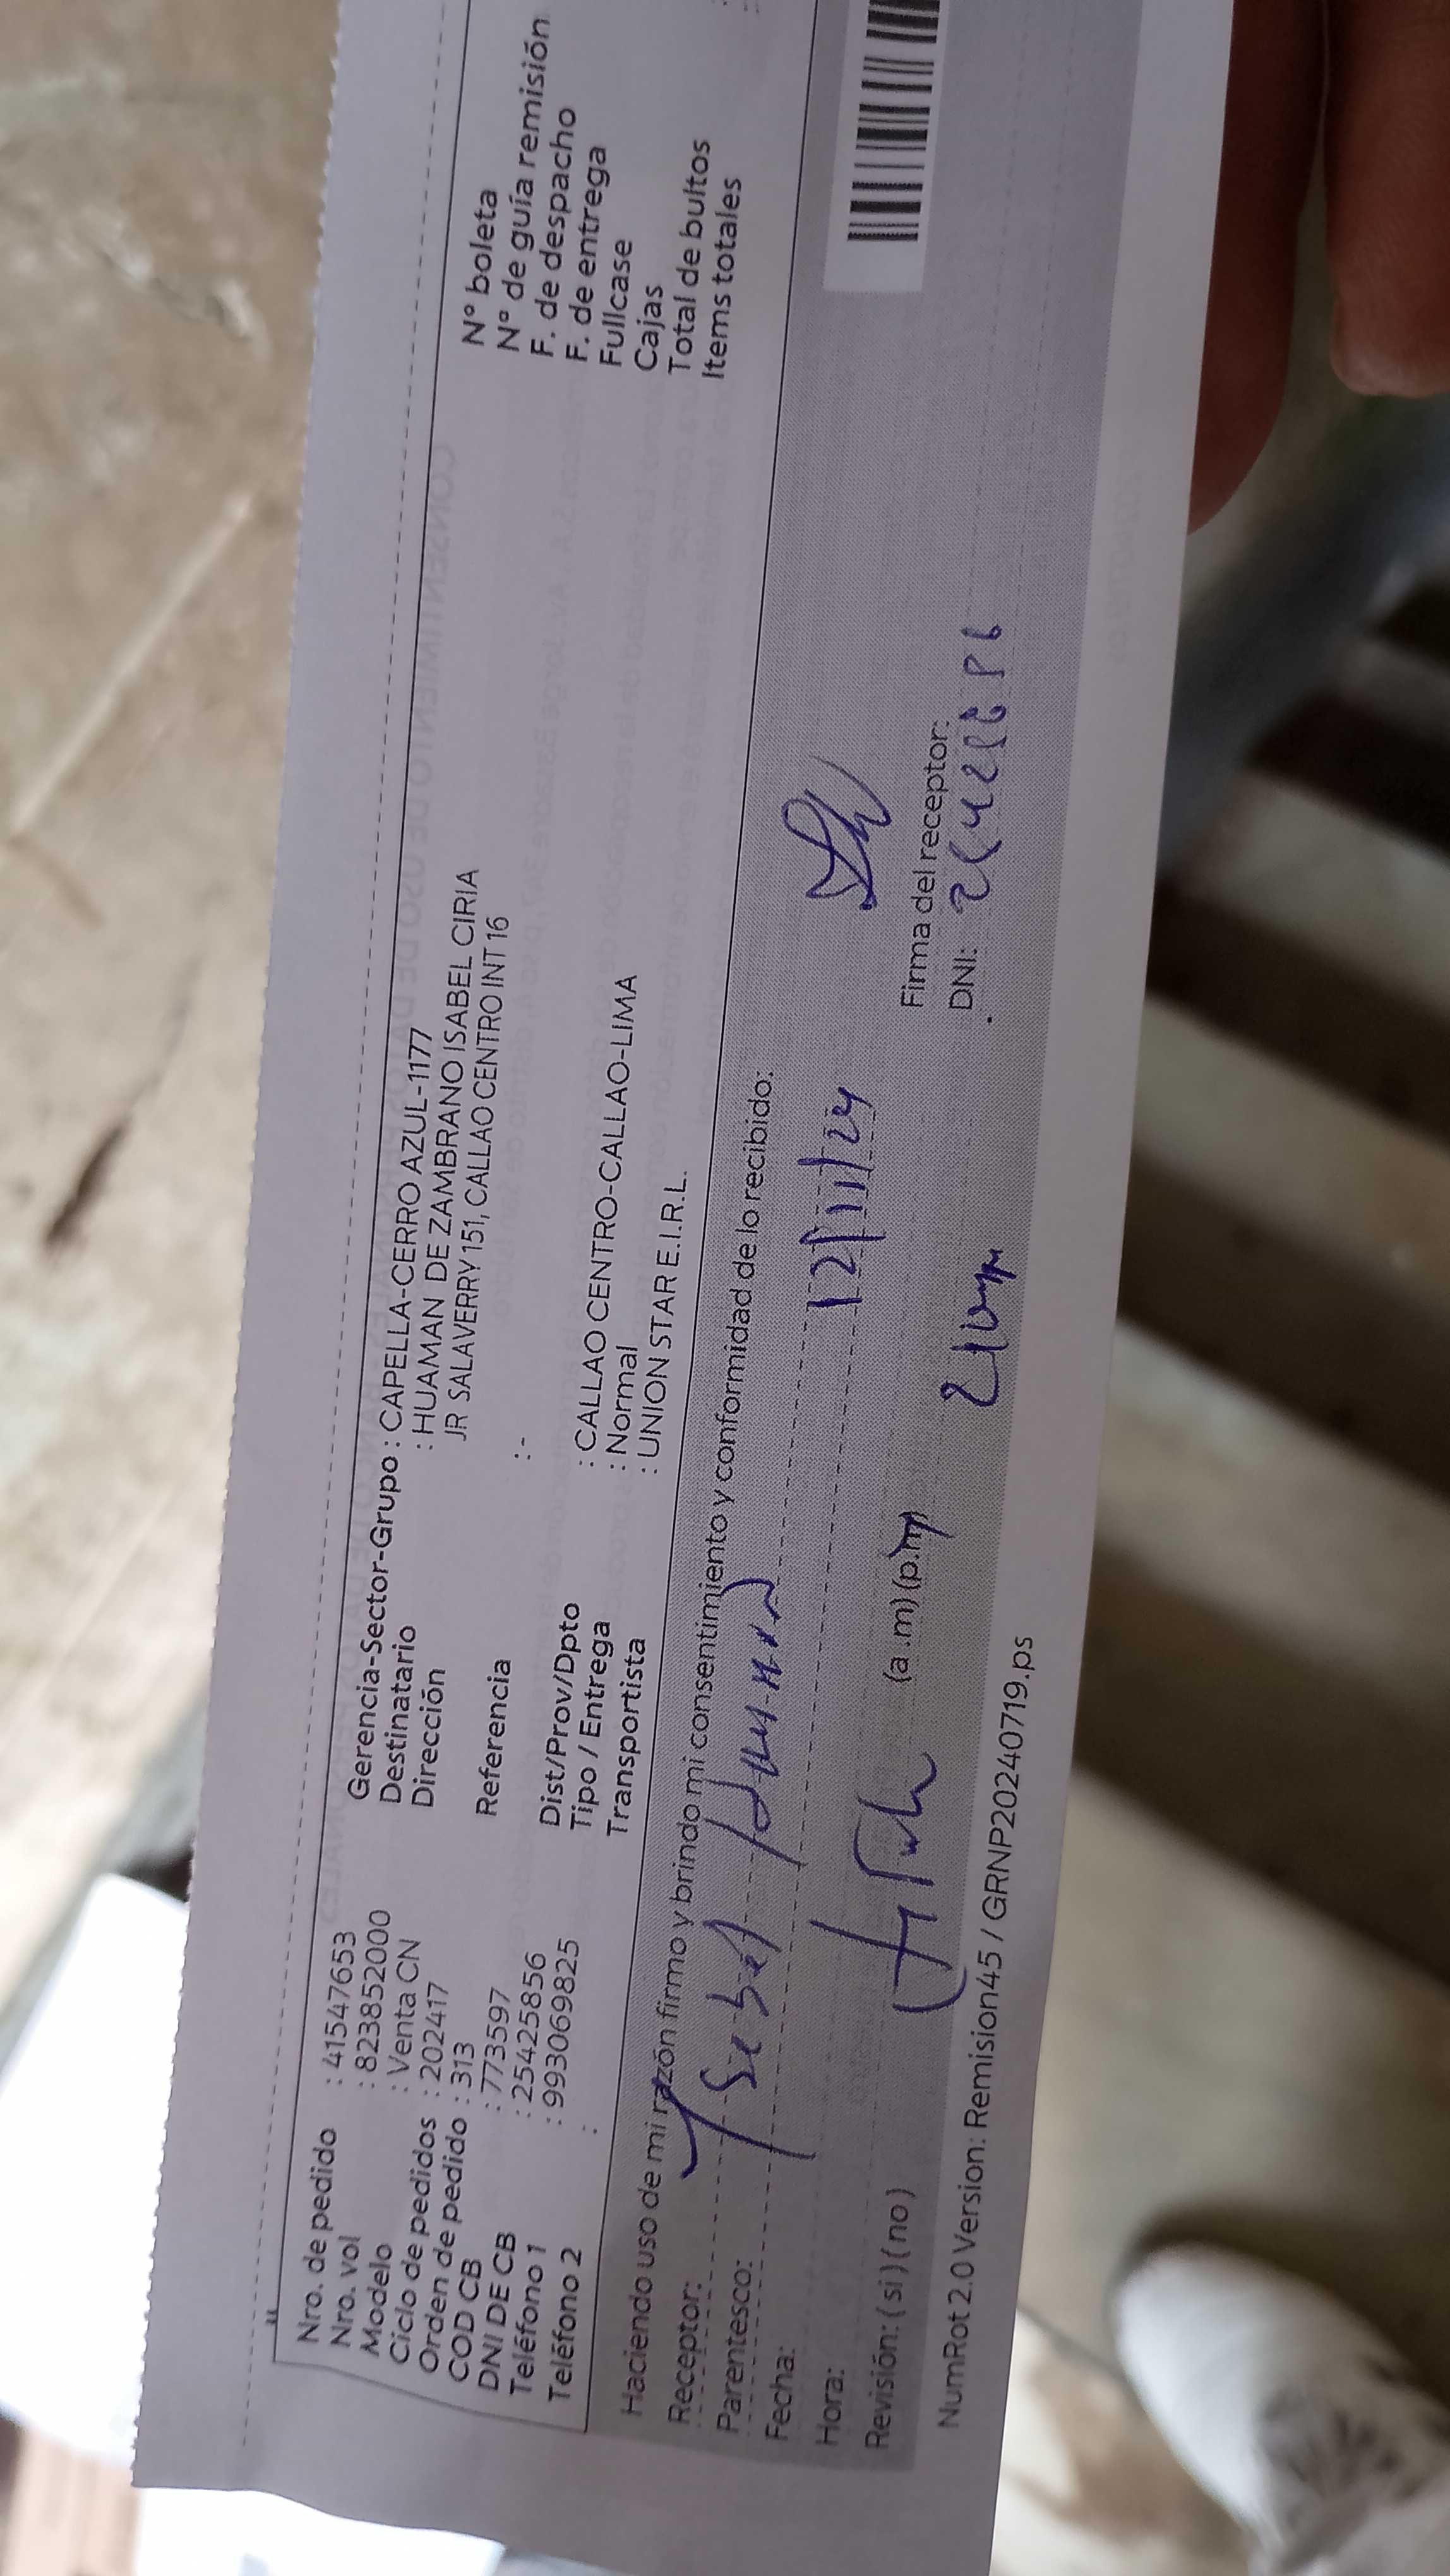 Nro. de pedido : 41547653
Nro. vol : 823852000
Modelo : Venta CN
Ciclo de pedidos : 202417
Orden de pedido : 313
COD CB : 773597
DNI DE CB : 25425856
Teléfono 1 : 993069825
Teléfono 2 :
Gerencia-Sector-Grupo : CAPELLA-CERRO AZUL-1177
Destinatario : HUAMAN DE ZAMBRANO ISABEL CIRIA
Dirección JR SALAVERRY 151, CALLAO CENTRO INT 16
Referencia : -
Dist/Prov/Dpto : CALLAO CENTRO-CALLAO-LIMA
Tipo / Entrega : Normal
Transportista : UNION STAR E.I.R.L.
N° boleta
N° de guía remisión
F. de despacho
F. de entrega
Fullcase
Cajas
Total de bultos
Items totales
Haciendo uso de mi razón firmo y brindo mi consentimiento y conformidad de lo recibido:
Receptor:
Parentesco:
Fecha: 12/11/24
Hora: (a .m) (p.m)
Revisión: ( si ) ( no )
Firma del receptor:
DNI:
NumRot 2.0 Version: Remision45 / GRNP20240719.ps